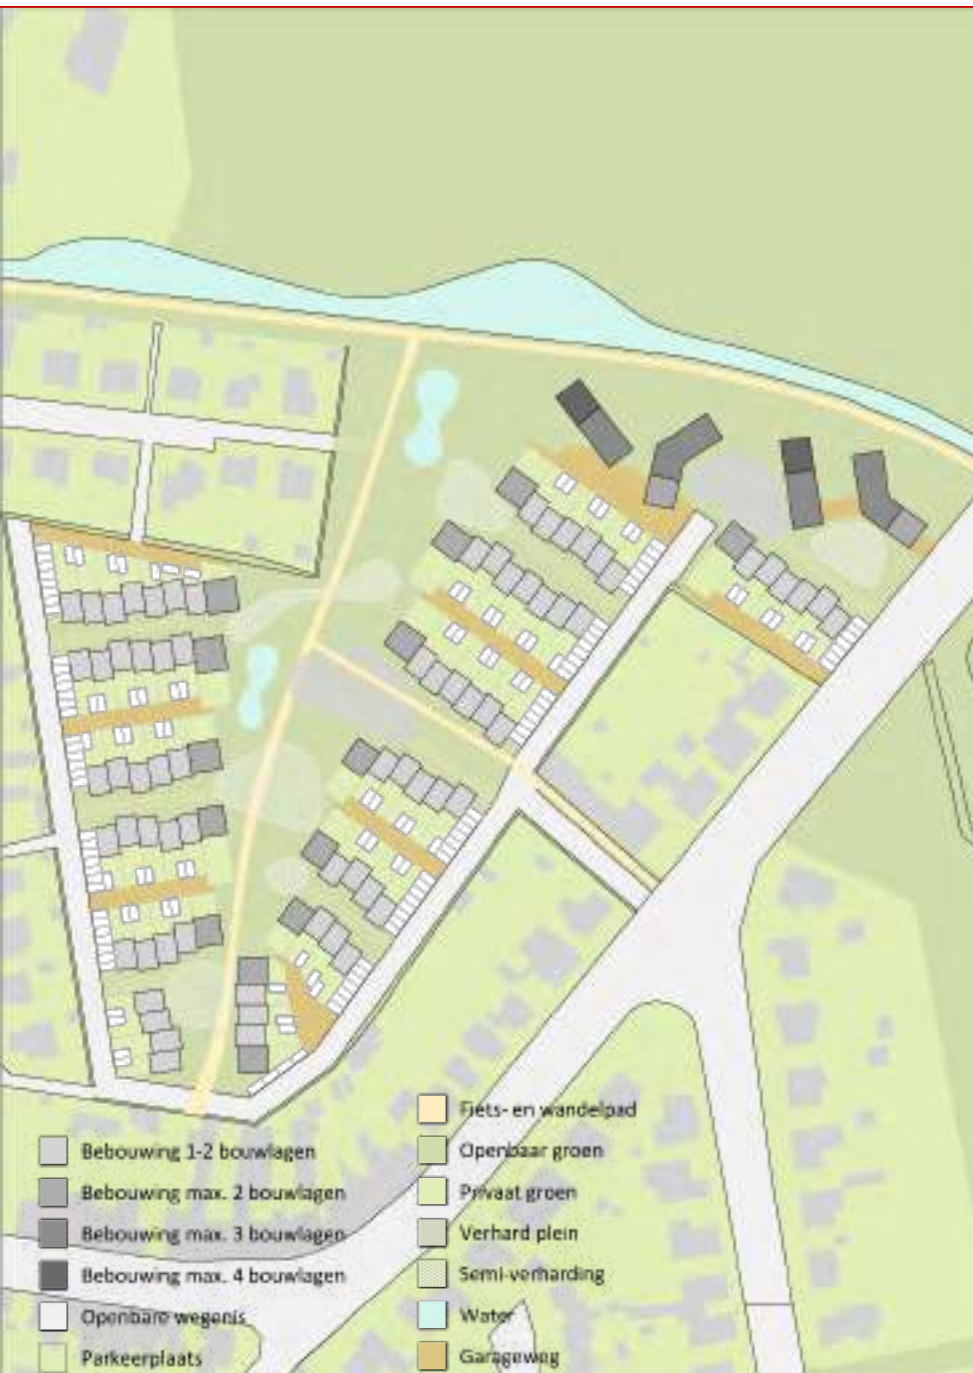 Bebouwing 1-2 bouwlagen
Bebouwing max. 2 bouwlagen
Bebouwing max. 3 bouwlagen
Bebouwing max. 4 bouwlagen
Openbare wegenis
Parkeerplaats
Fiets- en wandelpad
Openbaar groen
Privaat groen
Verhard plein
Semi-verharding
Water
Garageweg